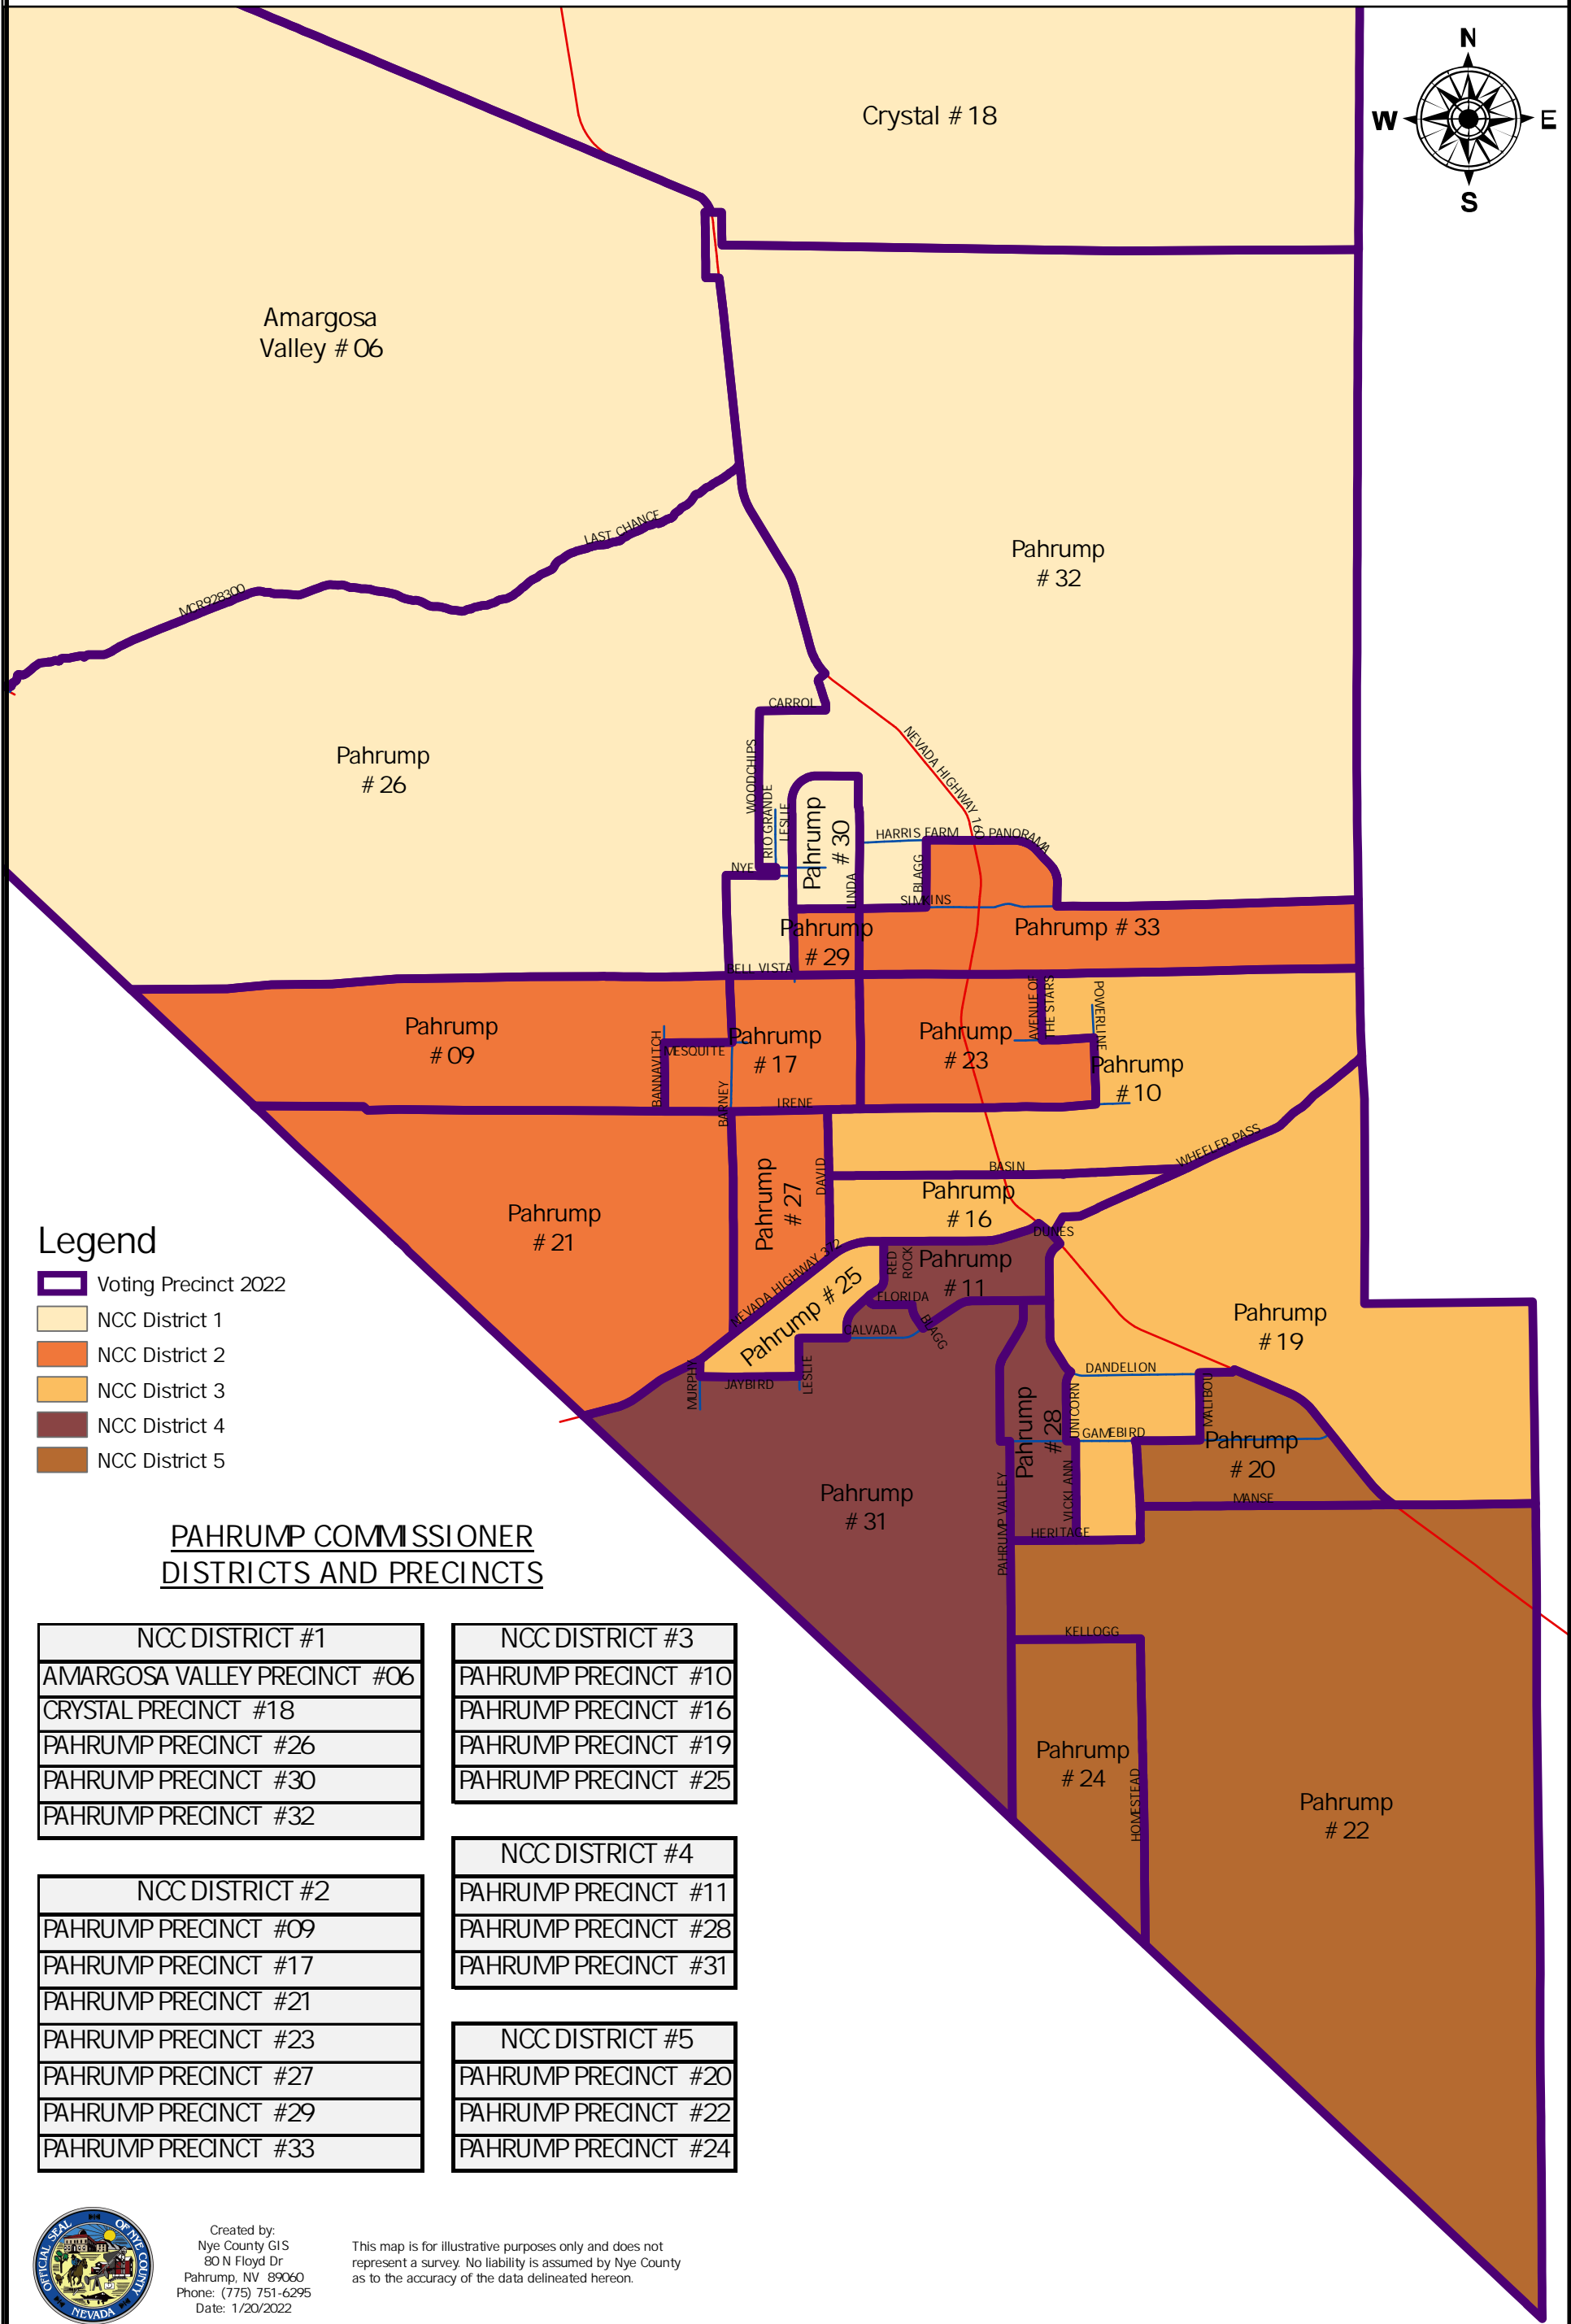 N
W
E
S
Crystal # 18
Amargosa
Valley # 06
Pahrump
# 32
LAST CHANCE
MCR928300
Pahrump
# 26
CARROL
WOODCHIPS
RIO GRANDE
LESLIE
NYE
Pahrump
# 30
LINDA
NEVADA HIGHWAY 160
HARRIS FARM
PANORAMA
BLAGG
SIMKINS
Pahrump
# 29
Pahrump # 33
BELL VISTA
Pahrump
# 09
BANNAVITCH
MESQUITE
BARNEY
Pahrump
# 17
IRENE
Pahrump
# 23
AVENUE OF
THE STARS
POWERLINE
Pahrump
# 10
WHEELER PASS
BASIN
Pahrump
# 21
Pahrump
# 27
DAVID
Pahrump
# 16
DUNES
NEVADA HIGHWAY 372
RED
ROCK
Pahrump
# 11
Pahrump # 25
FLORIDA
CALVADA
BLAGG
MURPHY
JAYBIRD
LESLIE
Pahrump
# 19
DANDELION
UNICORN
MALIBOU
GAMEBIRD
Pahrump
# 28
Pahrump
# 20
VICKI ANN
MANSE
HERITAGE
PAHRUMP VALLEY
Pahrump
# 31
KELLOGG
Pahrump
# 24
HOMESTEAD
Pahrump
# 22
Legend
Voting Precinct 2022
NCC District 1
NCC District 2
NCC District 3
NCC District 4
NCC District 5
PAHRUMP COMMISSIONER
DISTRICTS AND PRECINCTS
NCC DISTRICT #1
AMARGOSA VALLEY PRECINCT #06
CRYSTAL PRECINCT #18
PAHRUMP PRECINCT #26
PAHRUMP PRECINCT #30
PAHRUMP PRECINCT #32
NCC DISTRICT #2
PAHRUMP PRECINCT #09
PAHRUMP PRECINCT #17
PAHRUMP PRECINCT #21
PAHRUMP PRECINCT #23
PAHRUMP PRECINCT #27
PAHRUMP PRECINCT #29
PAHRUMP PRECINCT #33
NCC DISTRICT #3
PAHRUMP PRECINCT #10
PAHRUMP PRECINCT #16
PAHRUMP PRECINCT #19
PAHRUMP PRECINCT #25
NCC DISTRICT #4
PAHRUMP PRECINCT #11
PAHRUMP PRECINCT #28
PAHRUMP PRECINCT #31
NCC DISTRICT #5
PAHRUMP PRECINCT #20
PAHRUMP PRECINCT #22
PAHRUMP PRECINCT #24
OFFICIAL SEAL OF NYE COUNTY
NEVADA
Created by:
Nye County GIS
80 N Floyd Dr
Pahrump, NV 89060
Phone: (775) 751-6295
Date: 1/20/2022
This map is for illustrative purposes only and does not
represent a survey. No liability is assumed by Nye County
as to the accuracy of the data delineated hereon.